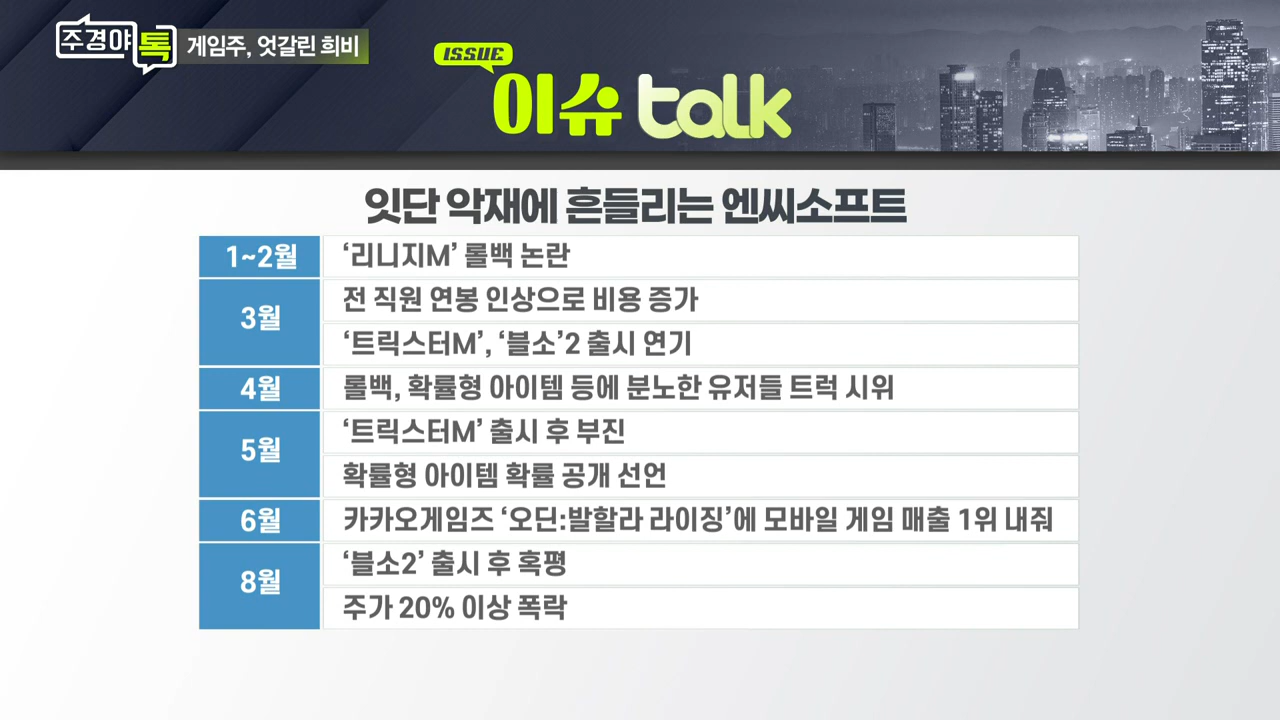 주경야톡
게임주, 엇갈린 희비
ISSUE
이슈 talk
잇단 악재에 흔들리는 엔씨소프트
1~2월
‘리니지M’ 롤백 논란
3월
전 직원 연봉 인상으로 비용 증가
‘트릭스터M’, ‘블소’2 출시 연기
4월
롤백, 확률형 아이템 등에 분노한 유저들 트럭 시위
5월
‘트릭스터M’ 출시 후 부진
확률형 아이템 확률 공개 선언
6월
카카오게임즈 ‘오딘:발할라 라이징’에 모바일 게임 매출 1위 내줘
8월
‘블소2’ 출시 후 혹평
주가 20% 이상 폭락